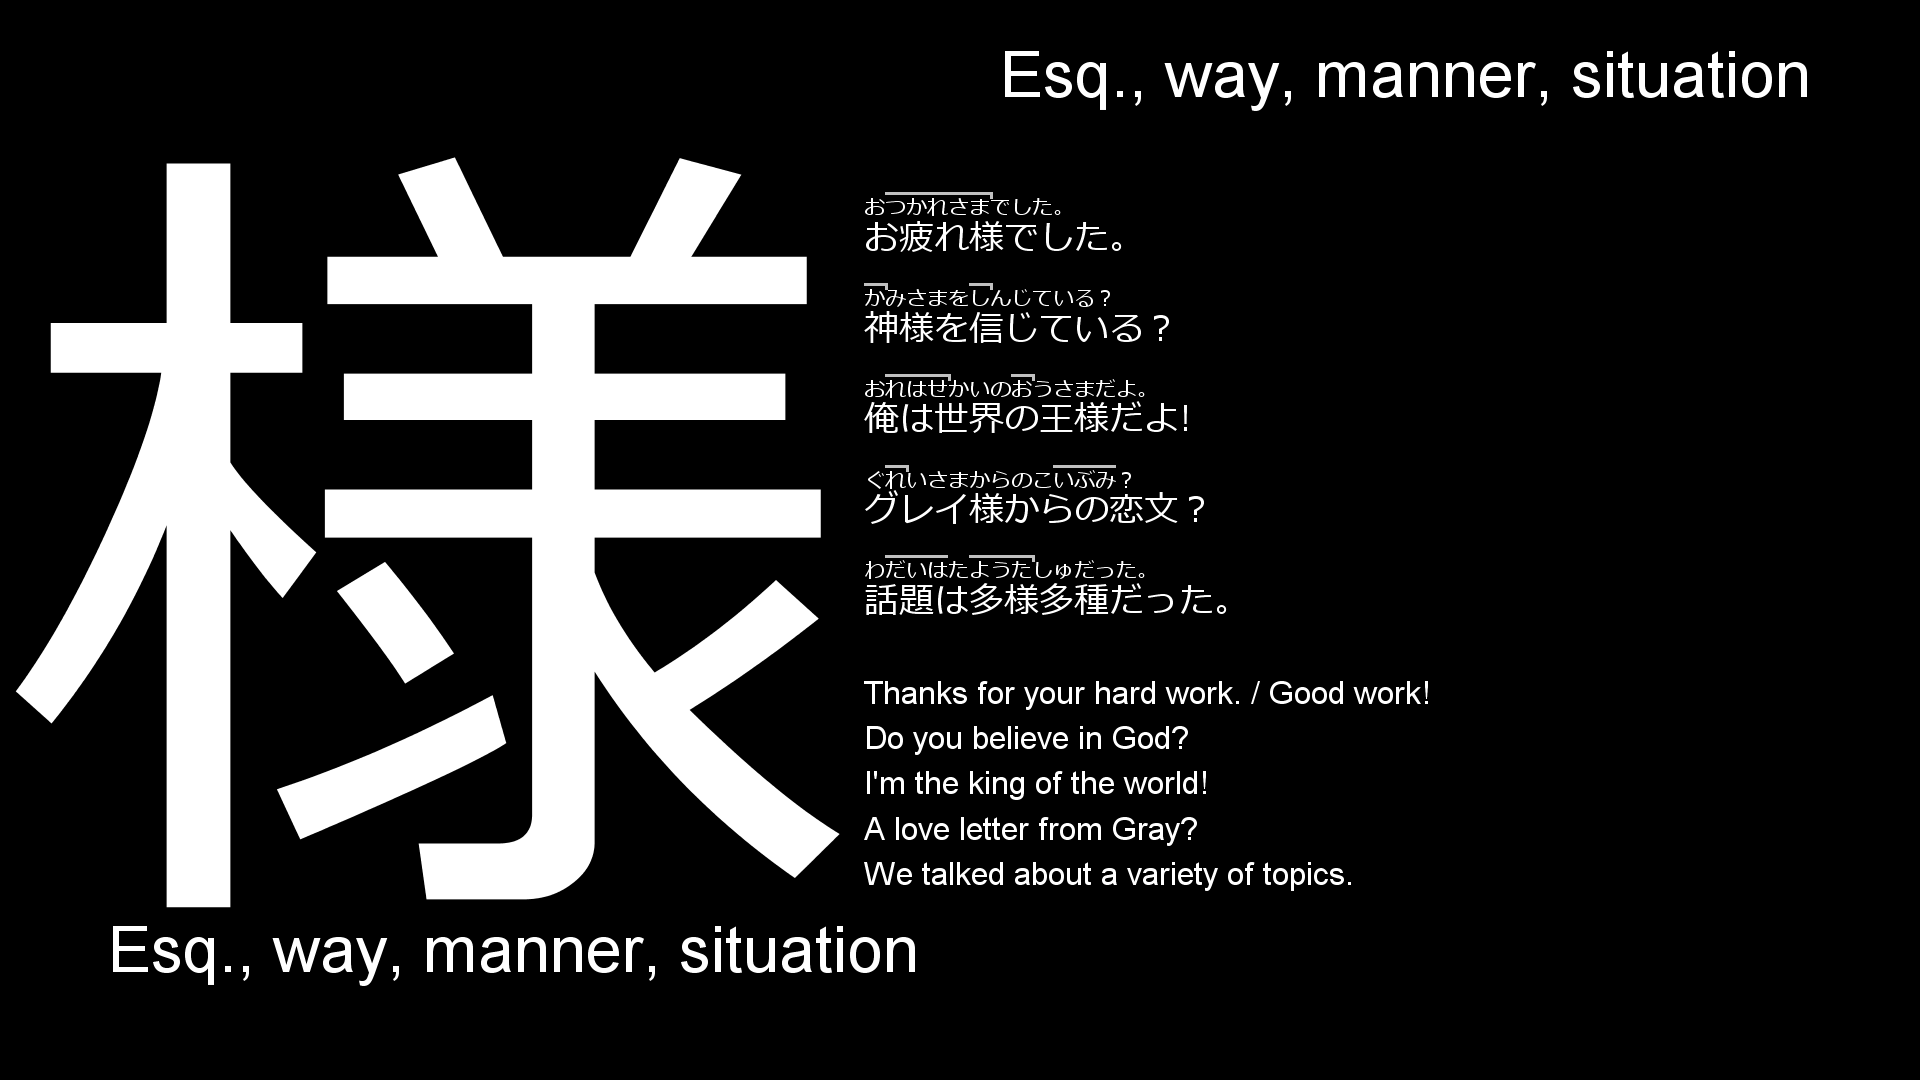 Esq., way, manner, situation
様
おつかれさまでした。
お疲れ様でした。
かみさまをしんじている？
神様を信じている？
おれはせかいのおうさまだよ。
俺は世界の王様だよ!
ぐれいさまからのこいぶみ？
グレイ様からの恋文？
わだいはたようたしゅだった。
話題は多様多種だった。
Thanks for your hard work. / Good work!
Do you believe in God?
I'm the king of the world!
A love letter from Gray?
We talked about a variety of topics.
Esq., way, manner, situation